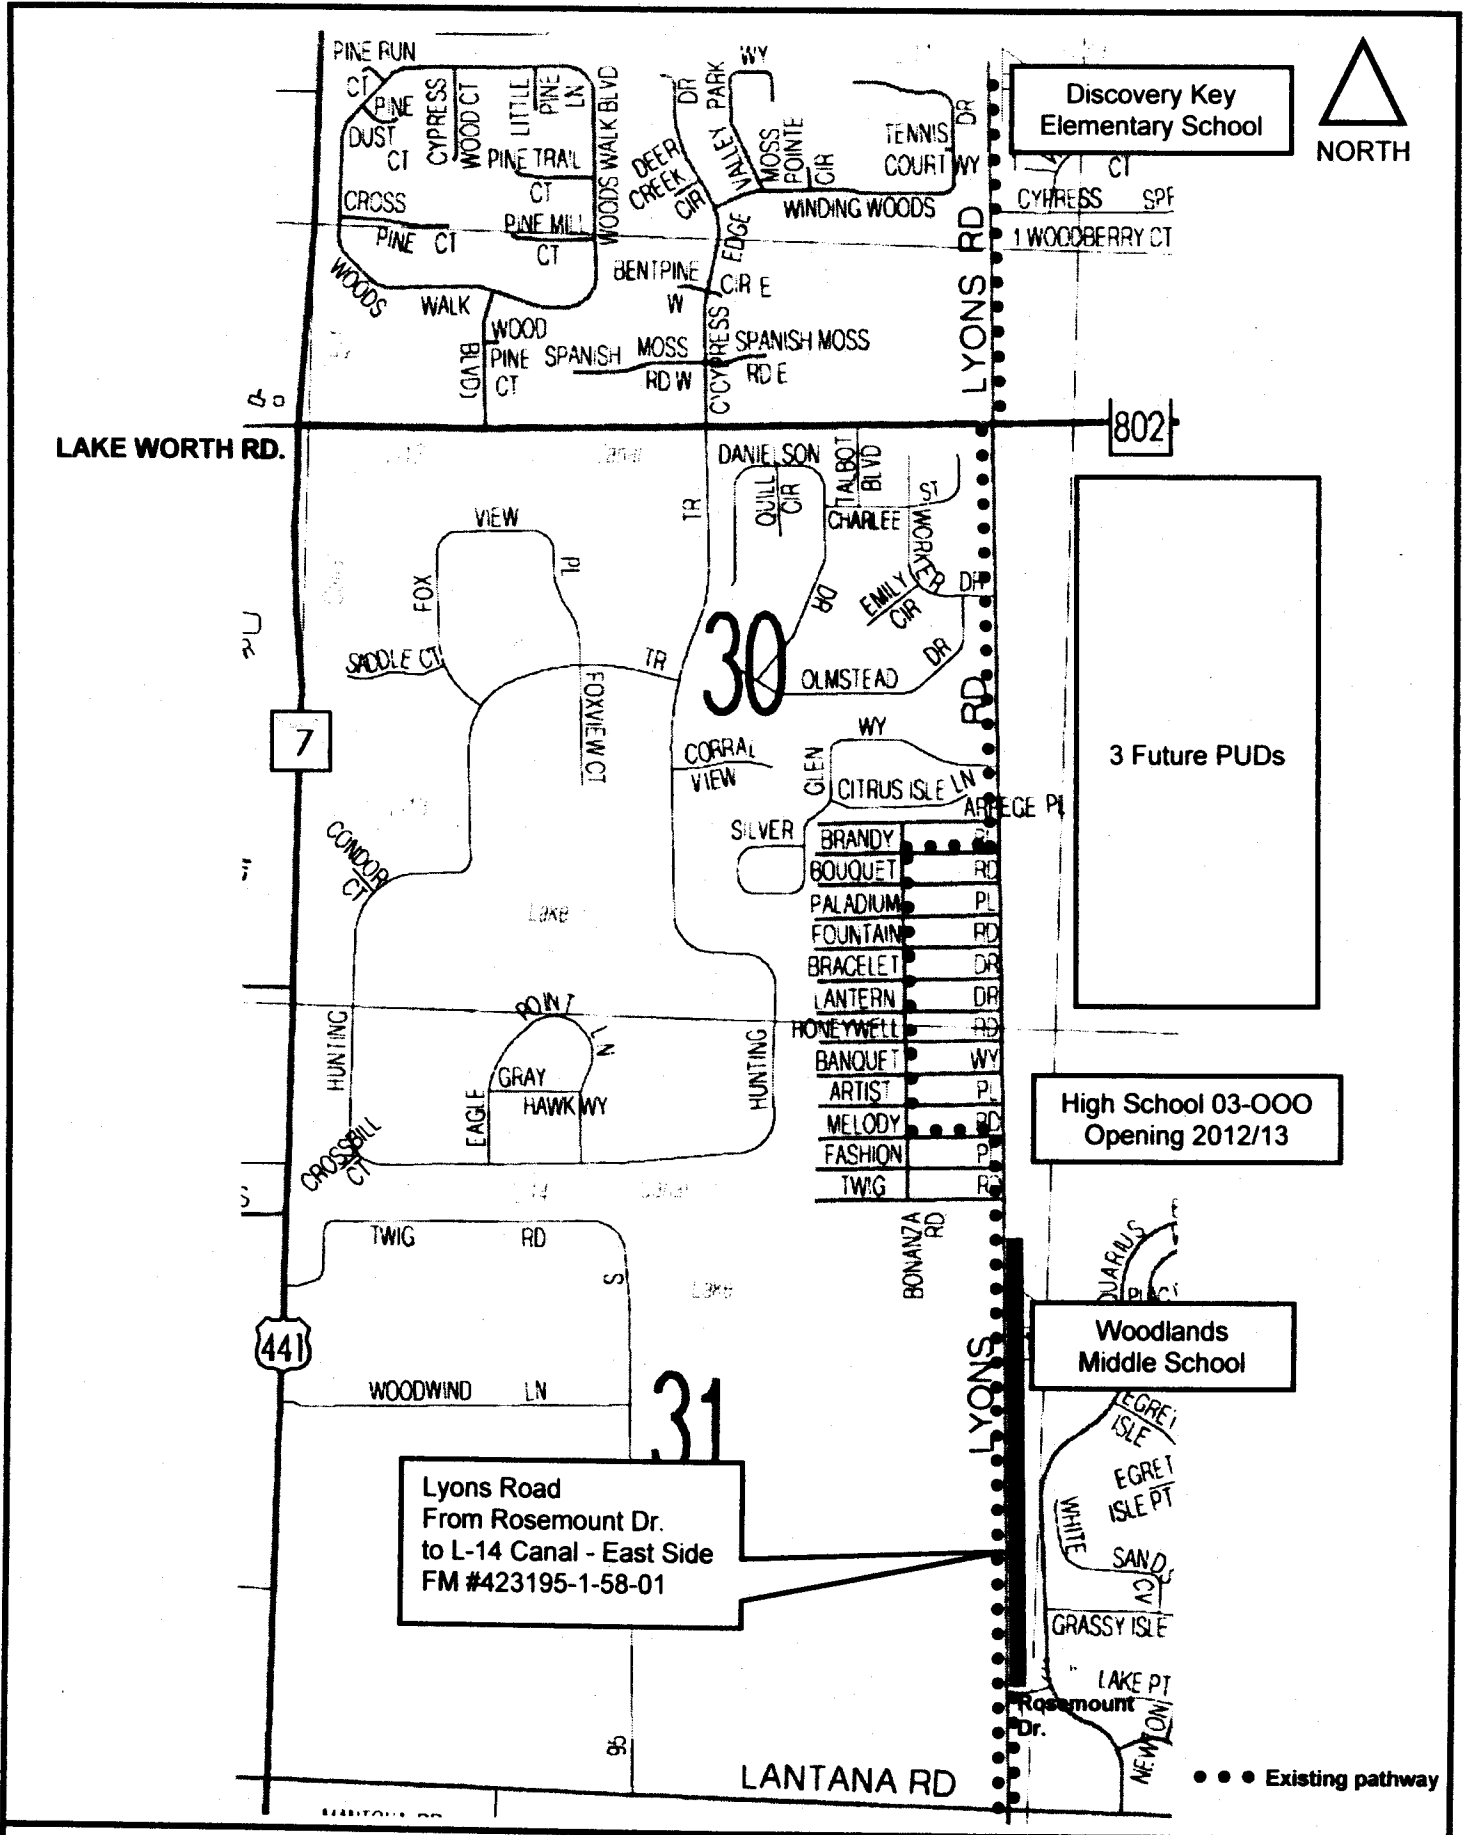 PINE RUN
CT
PINE
DUST
CT
CYPRESS
WOOD CT
LITTLE
PINE
LN
WOODS WALK BLVD
PINE TRAIL
CT
CROSS
PINE CT
PINE MILL
CT
WOODS
WALK
BLVD
WOOD
PINE
CT
DR
DEER
CREEK
CIR
VALLEY
PARK
WY
MOSS
POINTE
CIR
TENNIS
COURT WY
DR
WINDING WOODS
EDGE
BENTPINE
W
CIR E
SPANISH MOSS
RD W
CYPRESS
SPANISH MOSS
RD E
LYONS RD
Discovery Key
Elementary School
NORTH
CT
CYPRESS
1 WOODBERRY CT
LAKE WORTH RD.
802
Canal
DANIELSON
QUILL
CIR
TALBOT
BLVD
CHARLEE
ST
WORKER DR
EMILY
CIR
DR
OLMSTEAD
DR
TR
VIEW
FOX
PL
SADDLE CT
TR
FOXVIEW CT
30
RD
3 Future PUDs
7
CORRAL
VIEW
WY
GLEN
CITRUS ISLE LN
ARPEGE PL
SILVER
BRANDY PL
BOUQUET RD
PALADIUM PL
FOUNTAIN RD
BRACELET DR
LANTERN DR
HONEYWELL RD
BANQUET WY
ARTIST PL
MELODY RD
FASHION PL
TWIG RD
BONANZA
RD
CONDOR
CT
Lake
HUNTING
POINT
LN
GRAY
HAWK WY
EAGLE
HUNTING
CROSSBILL
CT
High School 03-OOO
Opening 2012/13
L-14 Canal
TWIG RD
S
Lake
441
WOODWIND LN
31
LYONS
Woodlands
Middle School
Lyons Road
From Rosemount Dr.
to L-14 Canal - East Side
FM #423195-1-58-01
EGRET
ISLE
EGRET
ISLE PT
WHITE
SAND
CV
GRASSY ISLE
LAKE PT
Rosemount
Dr.
NEWTON
95
LANTANA RD
• • • Existing pathway